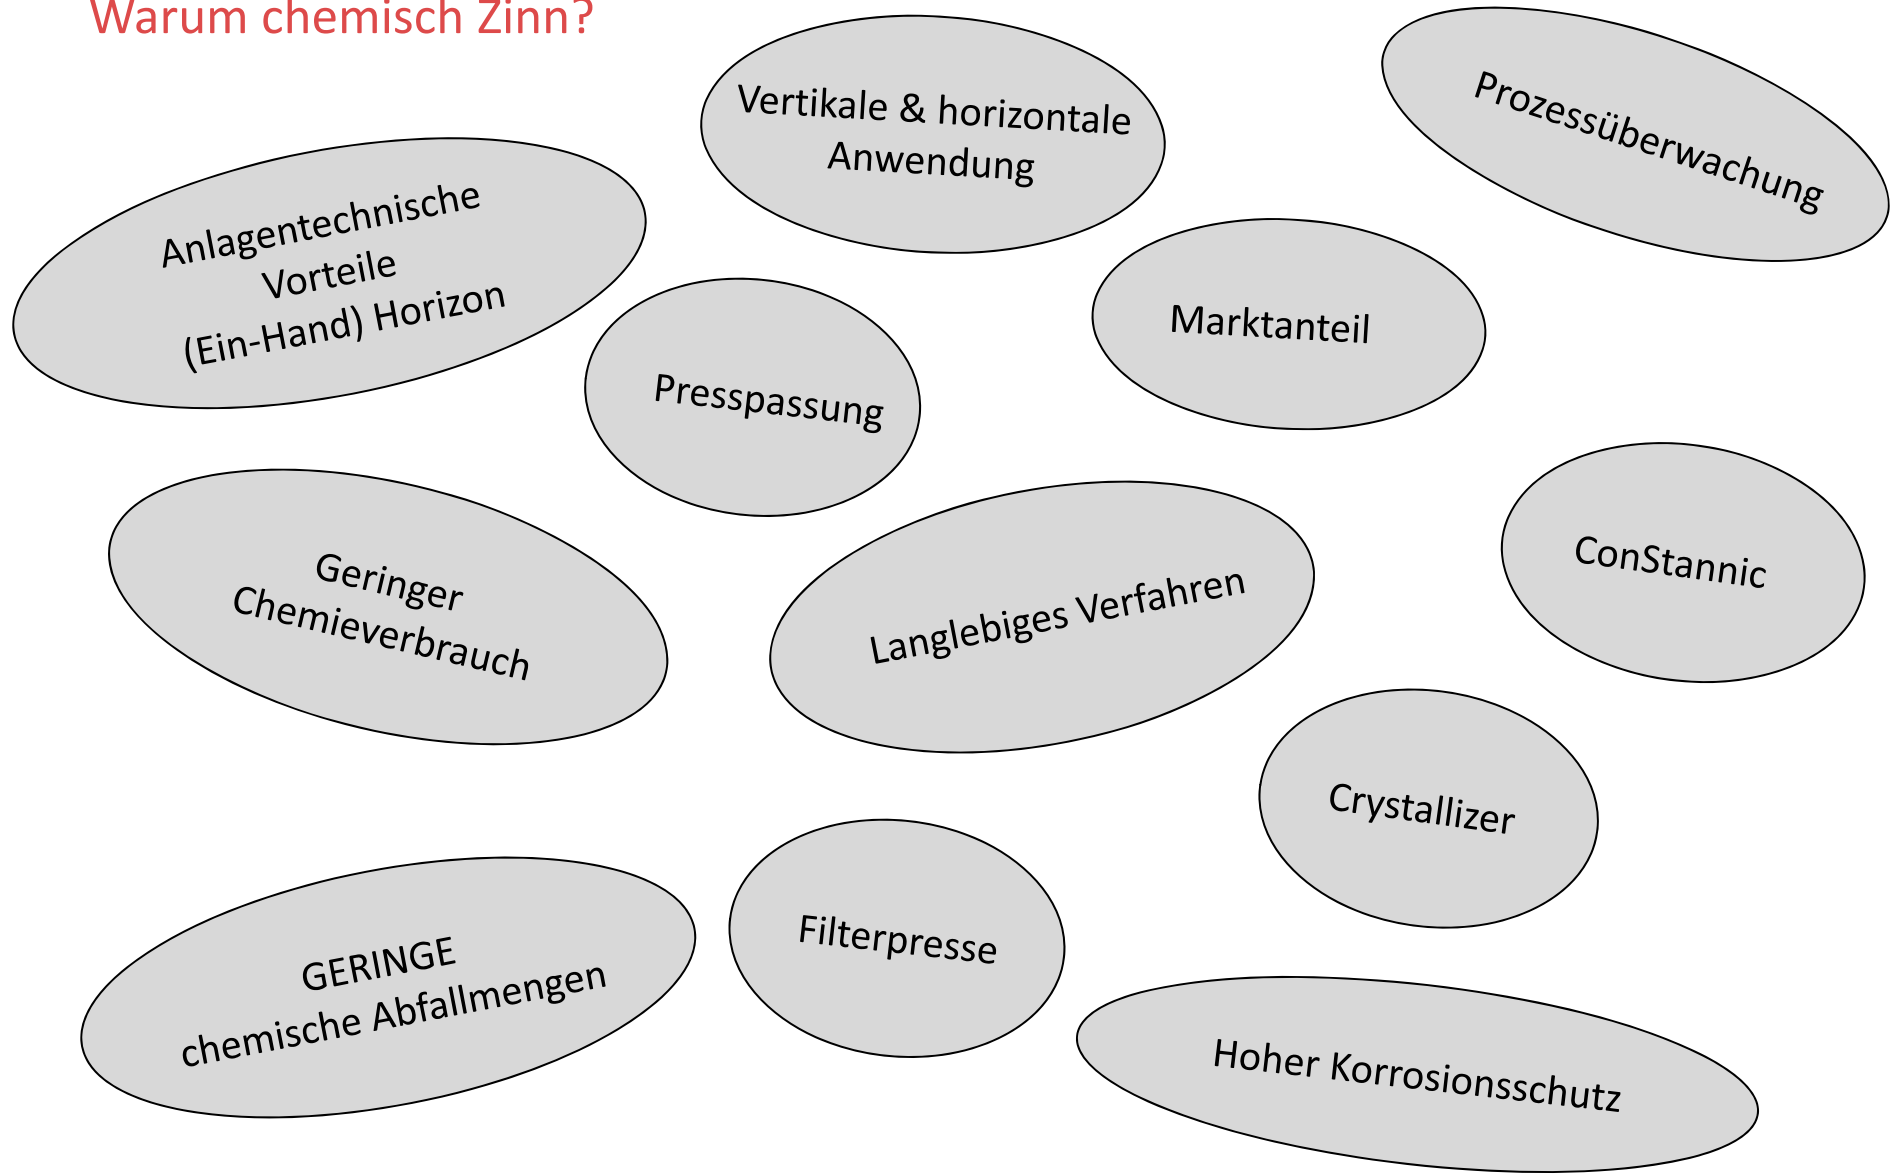 Warum chemisch Zinn?
Vertikale & horizontale
Anwendung
Prozessüberwachung
Anlagentechnische
Vorteile
(Ein-Hand) Horizon
Marktanteil
Presspassung
ConStannic
Geringer
Chemieverbrauch
Langlebiges Verfahren
Crystallizer
Filterpresse
GERINGE
chemische Abfallmengen
Hoher Korrosionsschutz